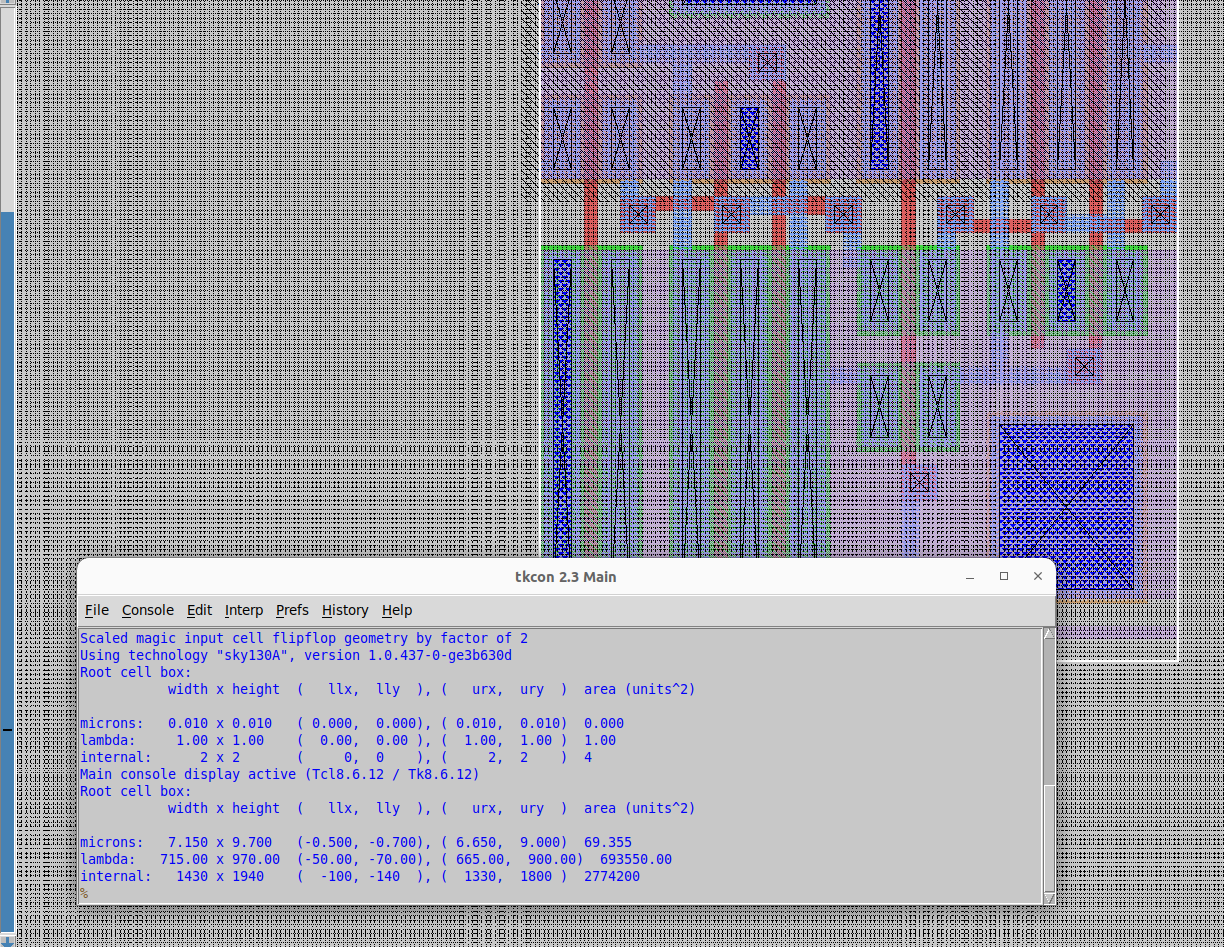 tkcon 2.3 Main
File Console Edit Interp Prefs History Help
Scaled magic input cell flipflop geometry by factor of 2
Using technology "sky130A", version 1.0.437-0-ge3b630d
Root cell box:
width x height ( llx, lly ), ( urx, ury ) area (units^2)
microns: 0.010 x 0.010 ( 0.000, 0.000), ( 0.010, 0.010) 0.000
lambda: 1.00 x 1.00 ( 0.00, 0.00 ), ( 1.00, 1.00 ) 1.00
internal: 2 x 2 ( 0, 0 ), ( 2, 2 ) 4
Main console display active (Tcl8.6.12 / Tk8.6.12)
Root cell box:
width x height ( llx, lly ), ( urx, ury ) area (units^2)
microns: 7.150 x 9.700 (-0.500, -0.700), ( 6.650, 9.000) 69.355
lambda: 715.00 x 970.00 (-50.00, -70.00), ( 665.00, 900.00) 693550.00
internal: 1430 x 1940 ( -100, -140 ), ( 1330, 1800 ) 2774200
%